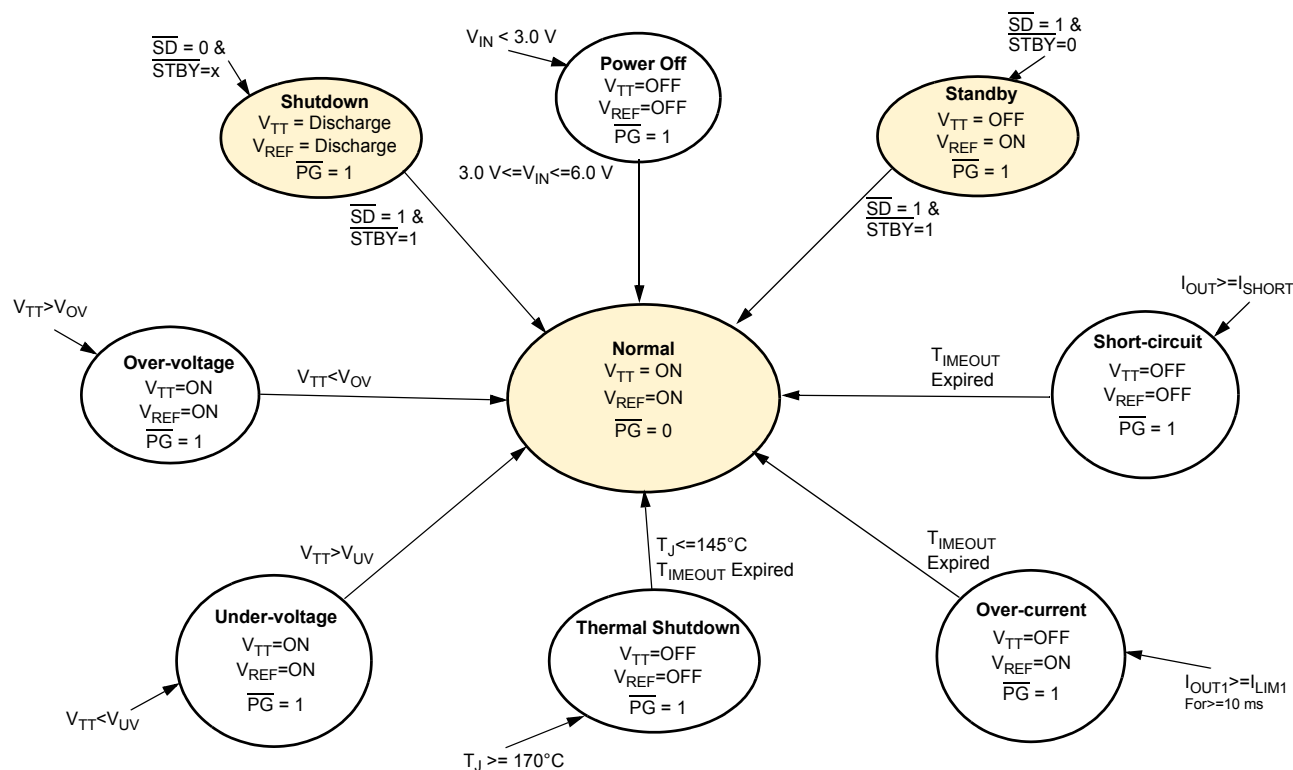 SD = 0 &
STBY=x
Shutdown
VTT = Discharge
VREF = Discharge
PG = 1
SD = 1 &
STBY=1
VIN < 3.0 V
Power Off
VTT=OFF
VREF=OFF
PG = 1
3.0 V<=VIN<=6.0 V
SD = 1 &
STBY=0
Standby
VTT = OFF
VREF = ON
PG = 1
SD = 1 &
STBY=1
VTT>VOV
Over-voltage
VTT=ON
VREF=ON
PG = 1
VTT<VOV
Normal
VTT = ON
VREF=ON
PG = 0
IOUT>=ISHORT
Short-circuit
VTT=OFF
VREF=OFF
PG = 1
TIMEOUT
Expired
VTT>VUV
Under-voltage
VTT=ON
VREF=ON
PG = 1
VTT<VUV
TJ<=145°C
TIMEOUT Expired
Thermal Shutdown
VTT=OFF
VREF=OFF
PG = 1
TJ >= 170°C
TIMEOUT
Expired
Over-current
VTT=OFF
VREF=ON
PG = 1
IOUT1>=ILIM1
For>=10 ms